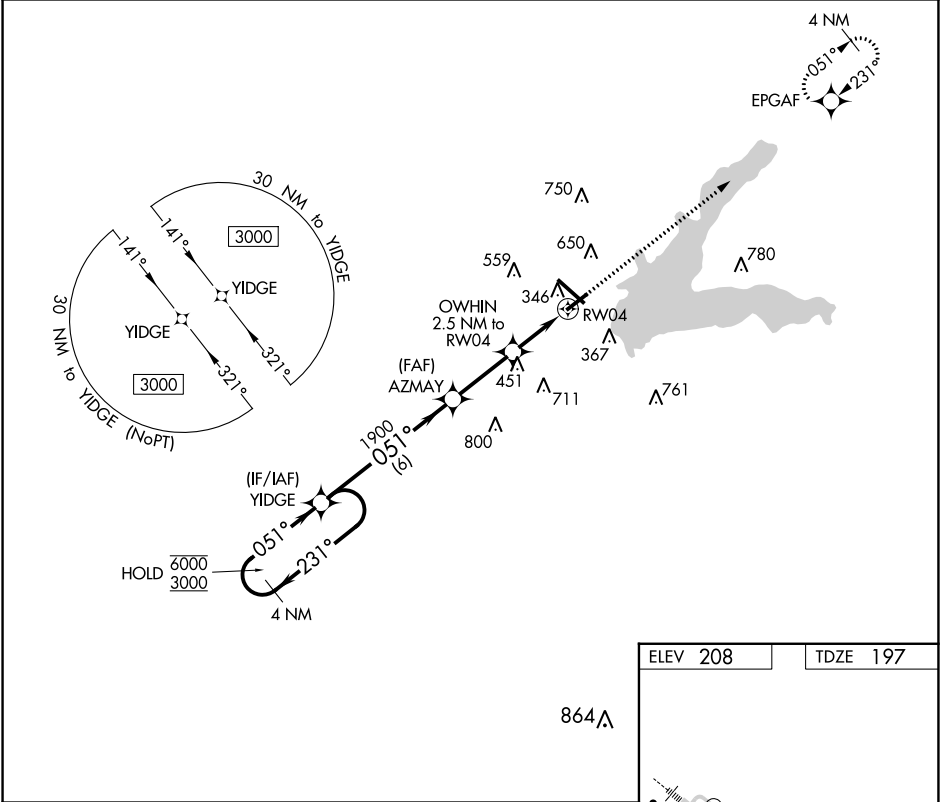 4 NM
051°
231°
EPGAF
30 NM to YIDGE
3000
141°
YIDGE
321°
141°
YIDGE
3000
321°
30 NM to YIDGE (NoPT)
750
650
559
780
346
OWHIN
2.5 NM to
RW04
RW04
367
(FAF)
AZMAY
451
711
761
800
1900
051°
(6)
(IF/IAF)
YIDGE
051°
231°
HOLD 6000
3000
4 NM
ELEV 208
TDZE 197
864